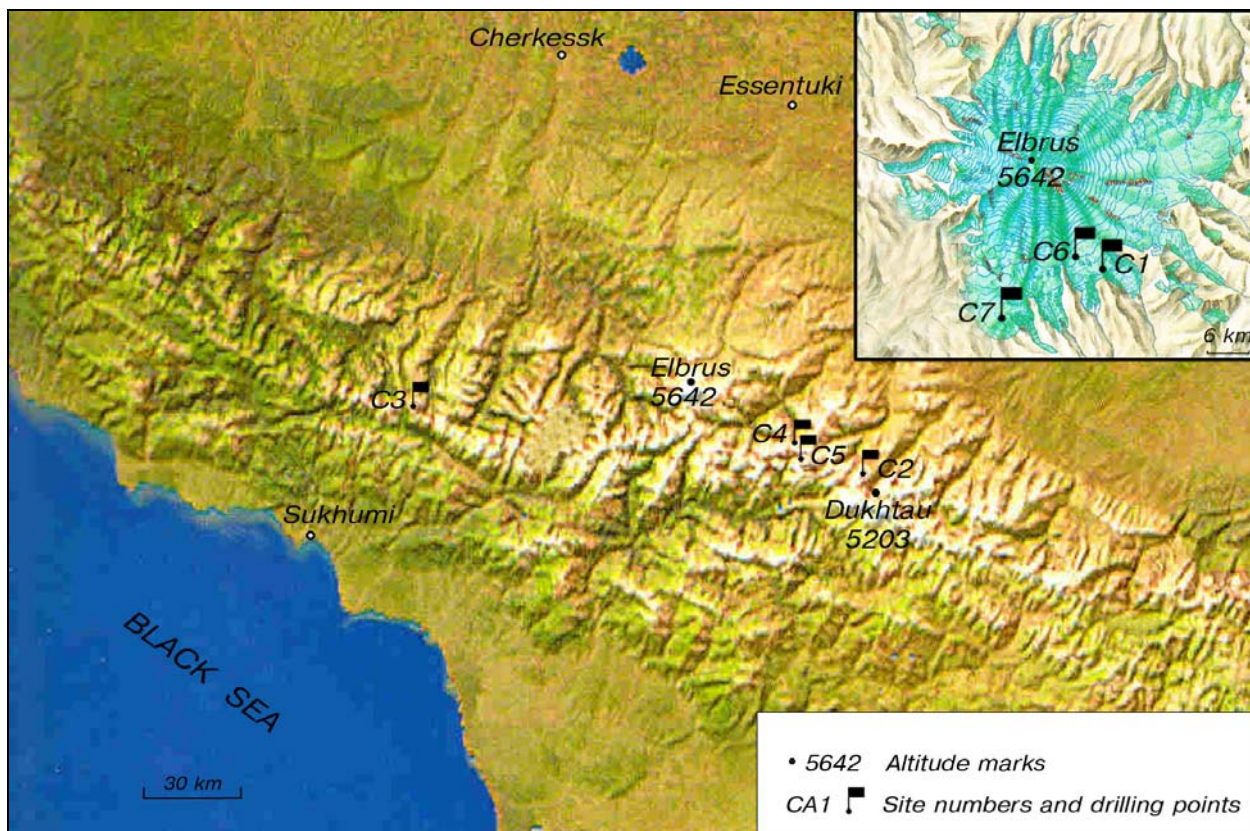 Cherkessk
Essentuki
Elbrus
5642
C6
C1
C7
6 km
Elbrus
5642
C3
C4
C5
C2
Dukhtau
5203
Sukhumi
BLACK SEA
30 km
5642 Altitude marks
CA1 Site numbers and drilling points